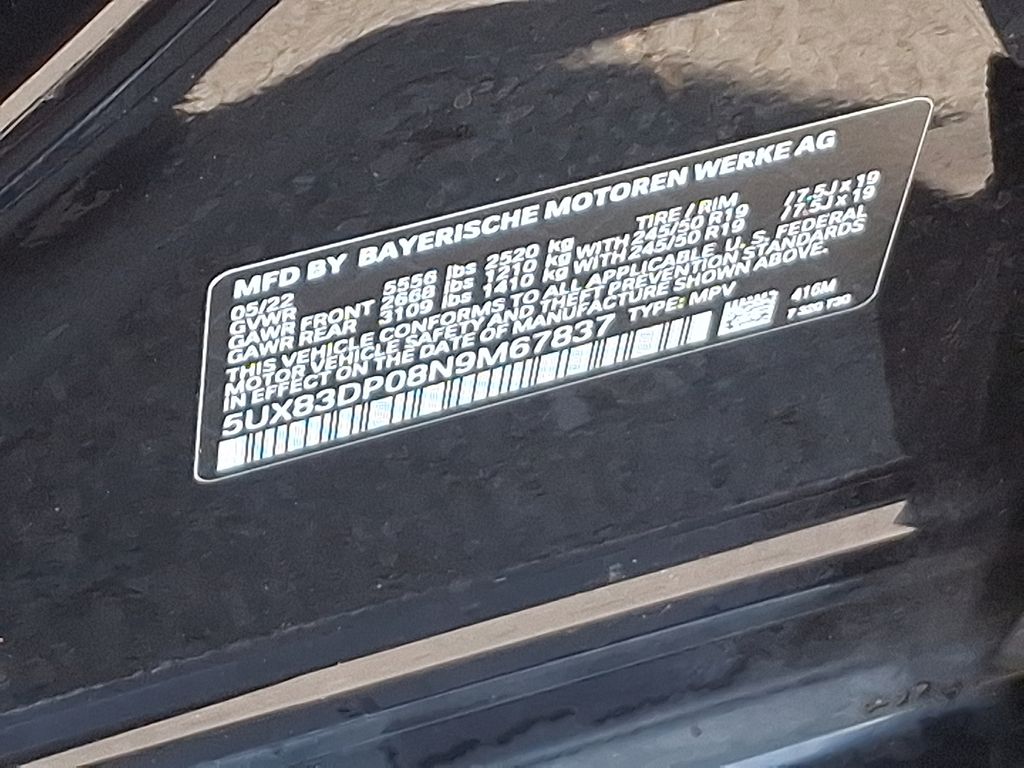 MFD BY BAYERISCHE MOTOREN WERKE AG
05/22 TIRE / RIM
GVWR 5556 lbs 2520 kg
GAWR FRONT 2668 lbs 1210 kg WITH 245/50 R19 /7.5J x 19
GAWR REAR 3109 lbs 1410 kg WITH 245/50 R19 /7.5J x 19
THIS VEHICLE CONFORMS TO ALL APPLICABLE U. S. FEDERAL
MOTOR VEHICLE SAFETY AND THEFT PREVENTION STANDARDS
IN EFFECT ON THE DATE OF MANUFACTURE SHOWN ABOVE.
5UX83DP08N9M67837 TYPE: MPV 416M